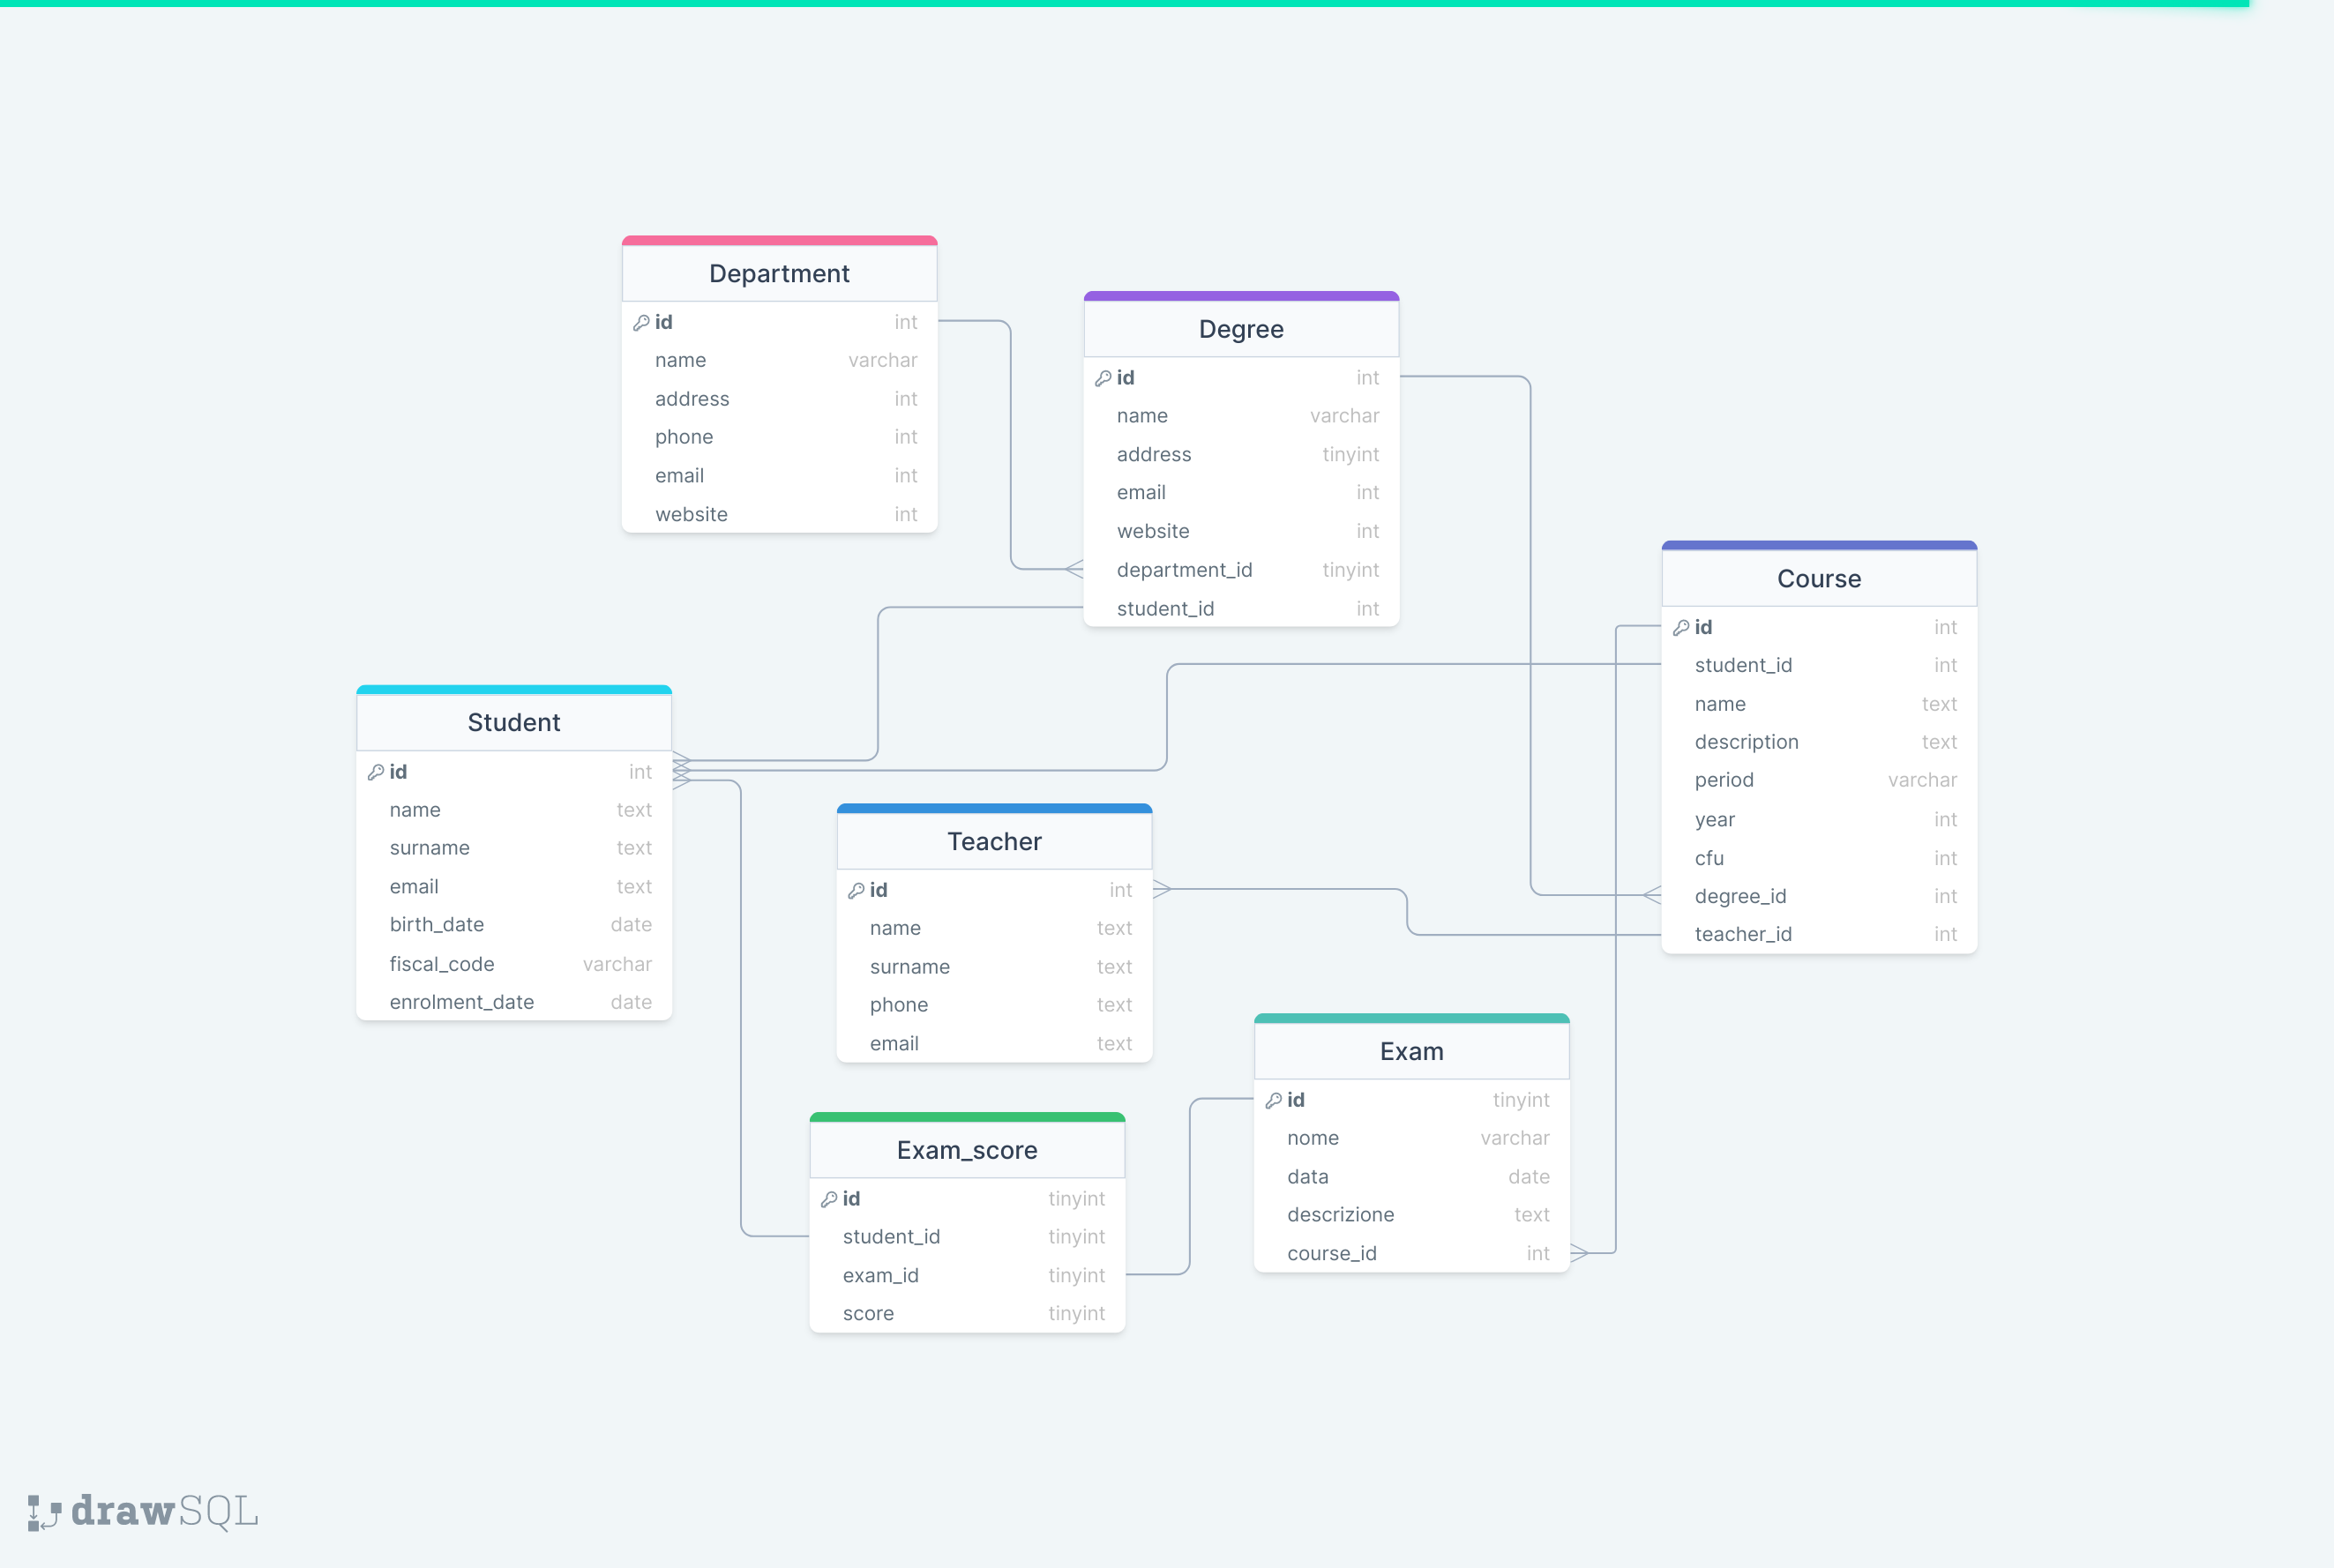 Department
id int
name varchar
address int
phone int
email int
website int
Degree
id int
name varchar
address tinyint
email int
website int
department_id tinyint
student_id int
Course
id int
student_id int
name text
description text
period varchar
year int
cfu int
degree_id int
teacher_id int
Student
id int
name text
surname text
email text
birth_date date
fiscal_code varchar
enrolment_date date
Teacher
id int
name text
surname text
phone text
email text
Exam
id tinyint
nome varchar
data date
descrizione text
course_id int
Exam_score
id tinyint
student_id tinyint
exam_id tinyint
score tinyint
drawSQL